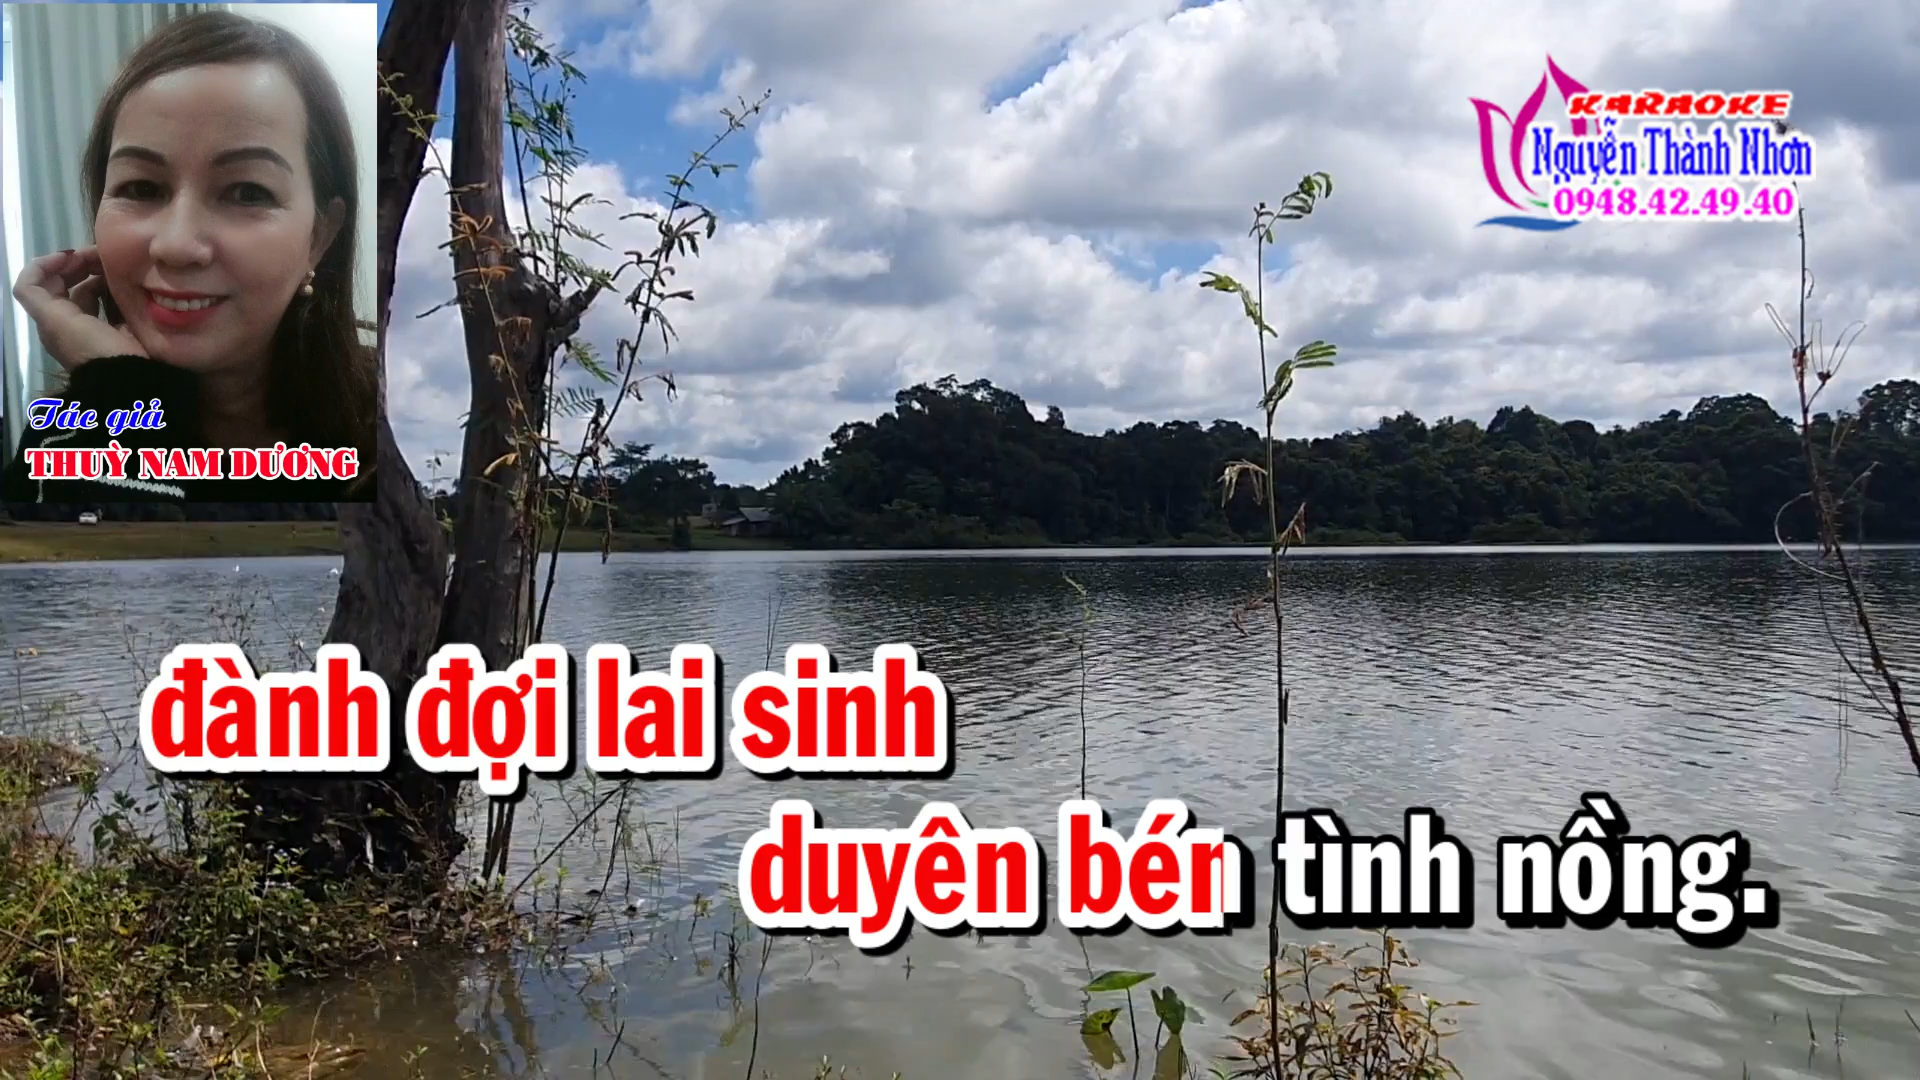 KARAOKE
Nguyễn Thành Nhơn
0948.42.49.40
Tác giả
THUỲ NAM DƯƠNG
đành đợi lai sinh
duyên bén tình nồng.